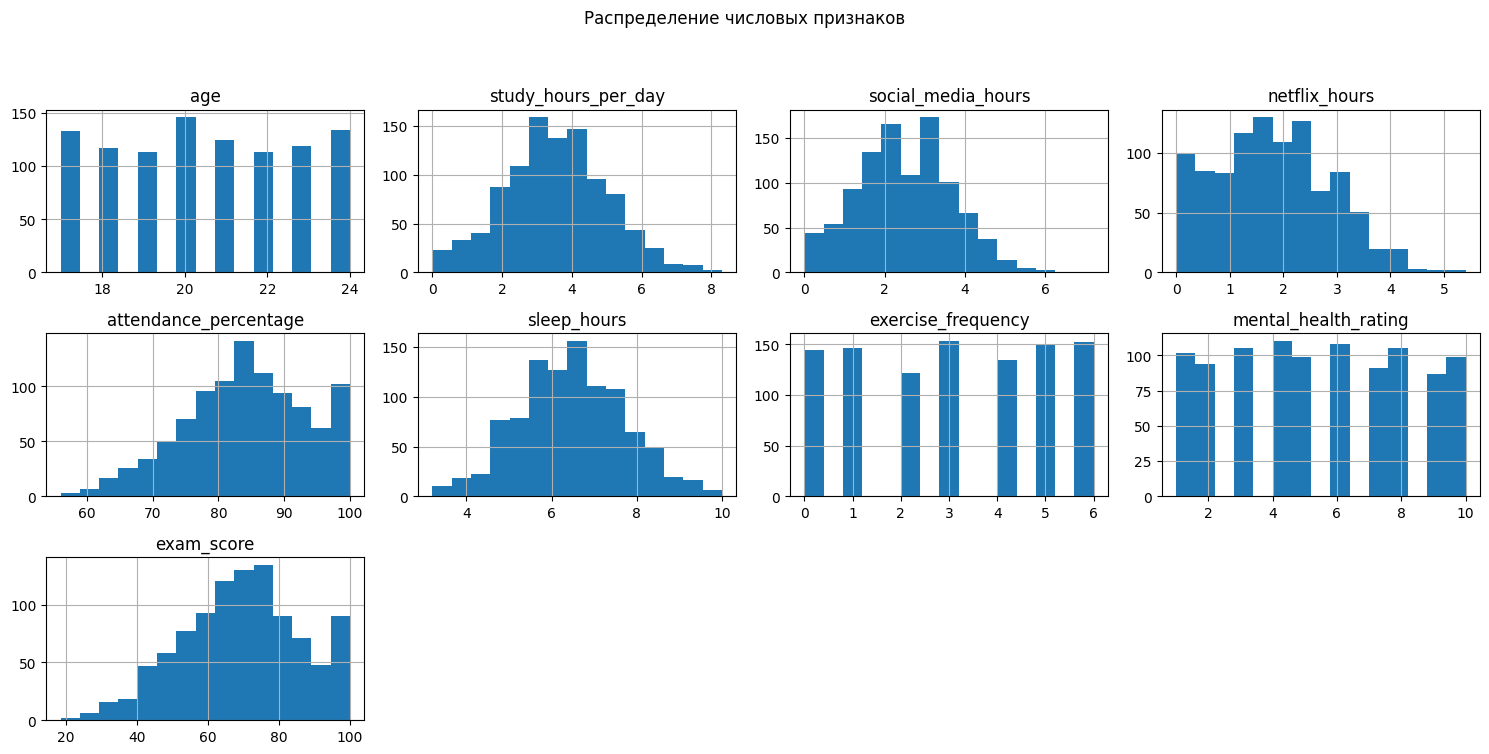 Распределение числовых признаков
age
study_hours_per_day
social_media_hours
netflix_hours
150
100
50
0
18 20 22 24
150
100
50
0
0 2 4 6 8
150
100
50
0
0 2 4 6
100
50
0
0 1 2 3 4 5
attendance_percentage
sleep_hours
exercise_frequency
mental_health_rating
100
50
0
60 70 80 90 100
150
100
50
0
4 6 8 10
150
100
50
0
0 1 2 3 4 5 6
100
75
50
25
0
2 4 6 8 10
exam_score
100
50
0
20 40 60 80 100